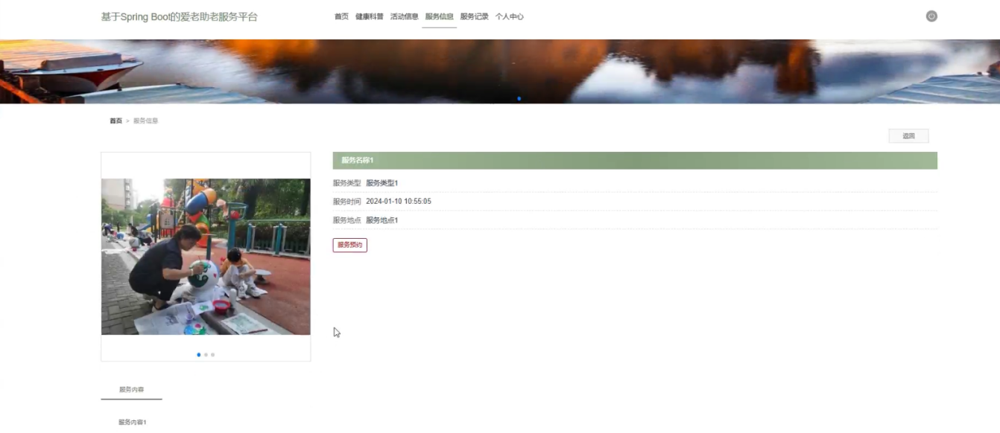 基于Spring Boot的爱老助老服务平台
首页 健康科普 活动信息 服务信息 服务记录 个人中心
首页 > 服务信息
返回
服务名称1
服务类型 服务类型1
服务时间 2024-01-10 10:55:05
服务地点 服务地点1
服务预约
服务内容
服务内容1